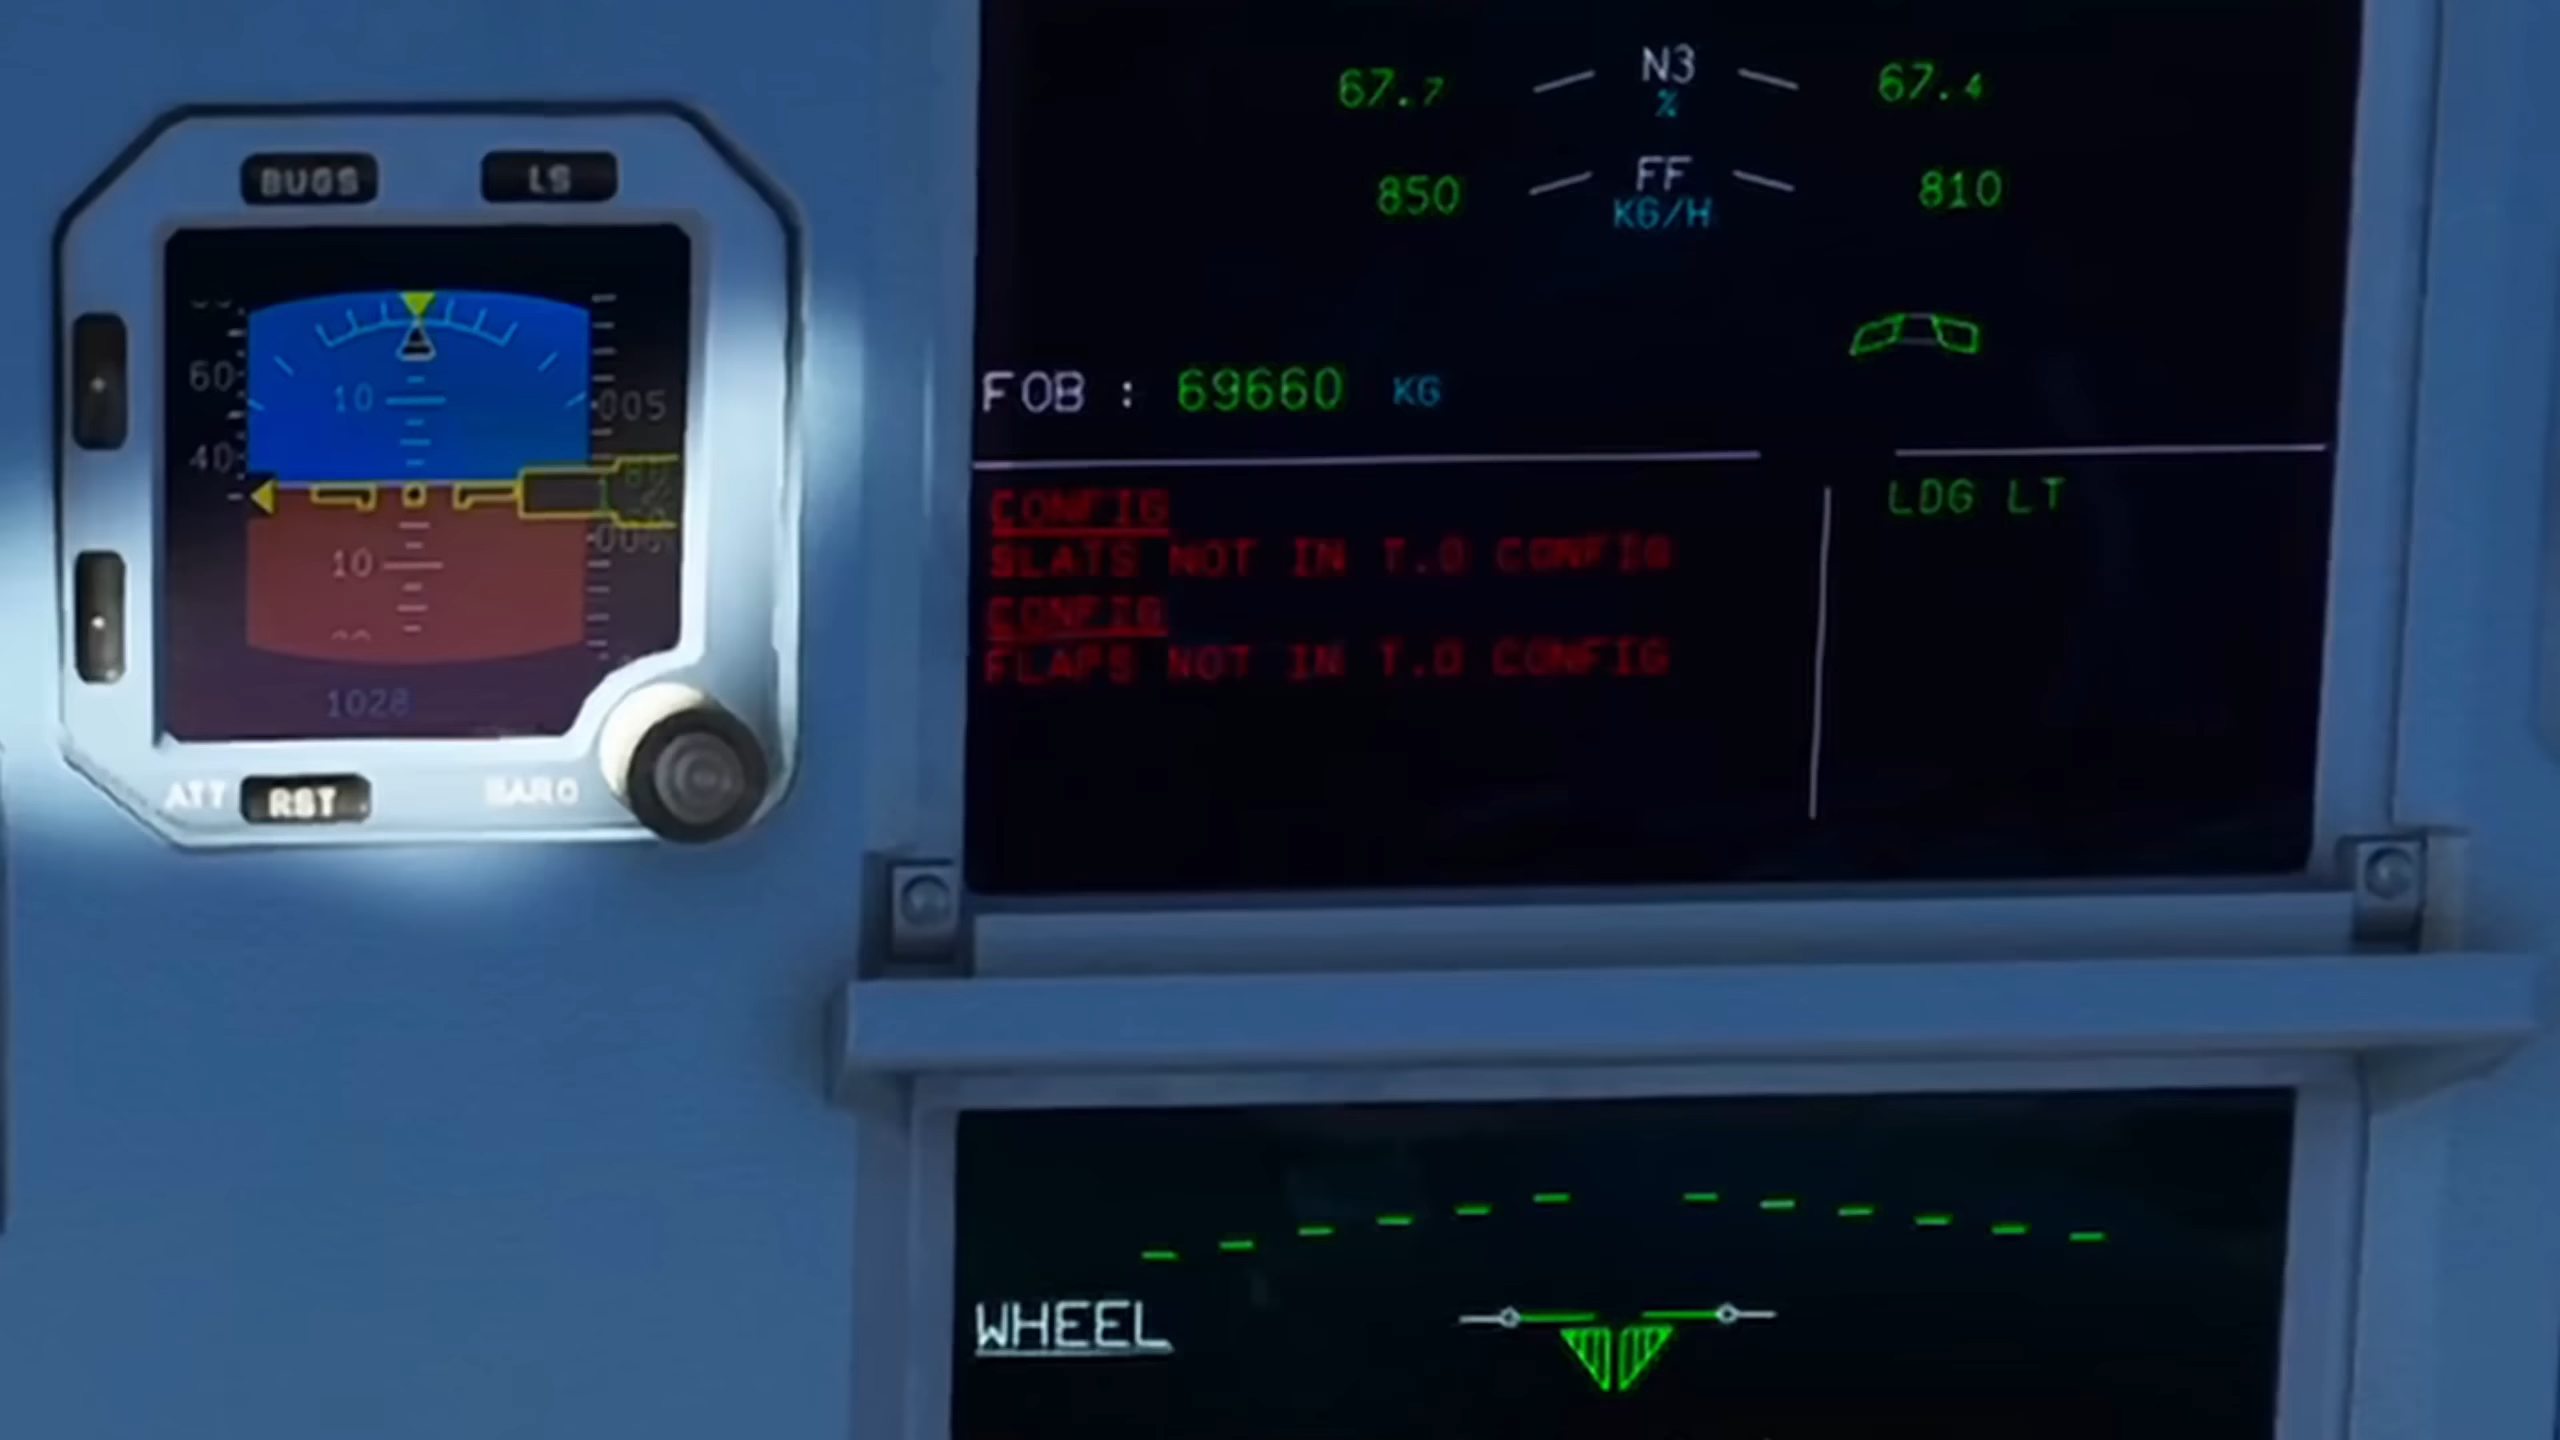 BUGS LS
60
40
10
005
10
006
1028
ATT RST BARO
67.7 N3 67.4
%
850 FF 810
KG/H
FOB : 69660 KG
CONFIG
SLATS NOT IN T.O CONFIG
CONFIG
FLAPS NOT IN T.O CONFIG
LDG LT
WHEEL